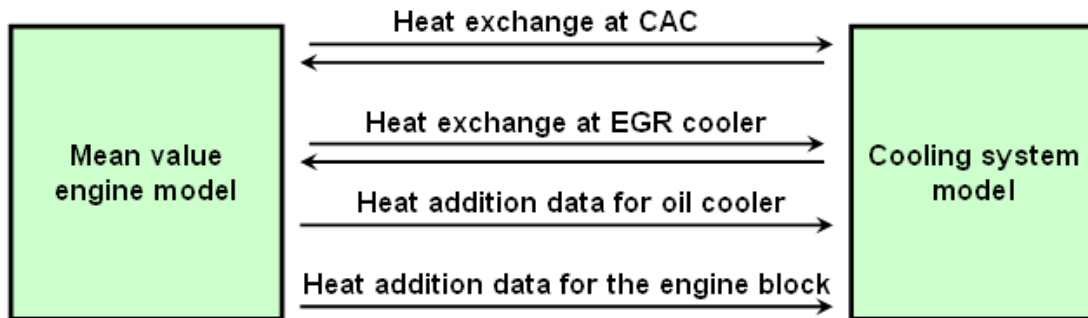 Heat exchange at CAC
Heat exchange at EGR cooler
Mean value
engine model
Cooling system
model
Heat addition data for oil cooler
Heat addition data for the engine block